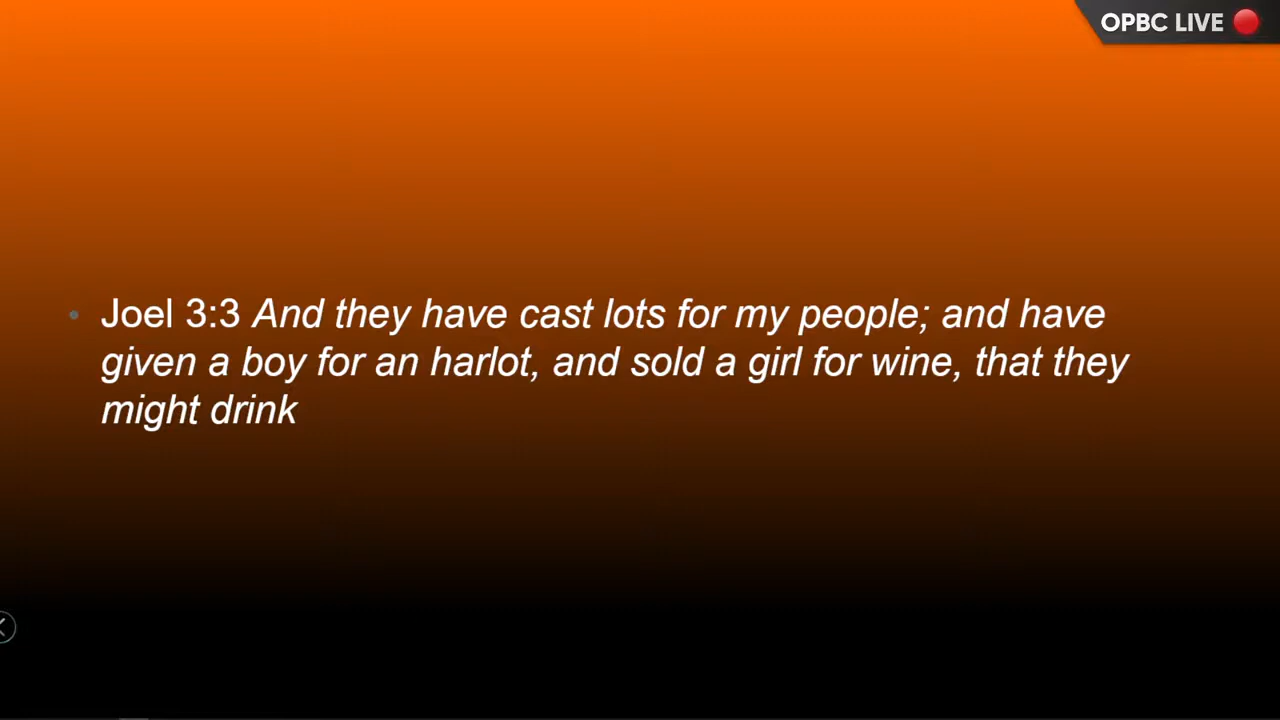 OPBC LIVE
• Joel 3:3 And they have cast lots for my people; and have
given a boy for an harlot, and sold a girl for wine, that they
might drink